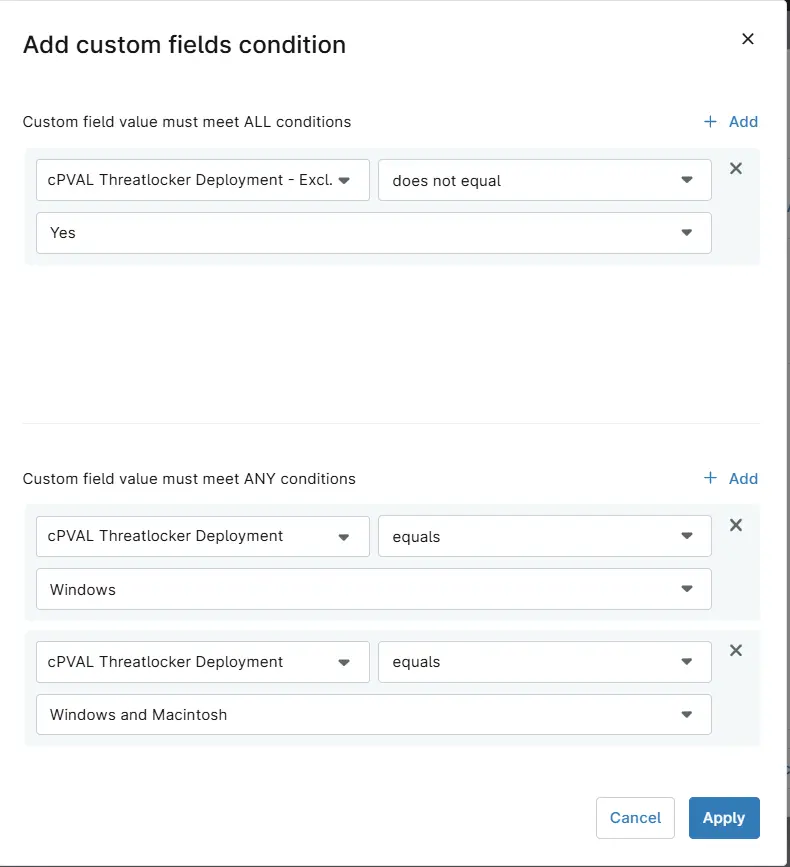 Add custom fields condition
Custom field value must meet ALL conditions
+ Add
cPVAL Threatlocker Deployment - Excl.
does not equal
Yes
Custom field value must meet ANY conditions
+ Add
cPVAL Threatlocker Deployment
equals
Windows
cPVAL Threatlocker Deployment
equals
Windows and Macintosh
Cancel
Apply